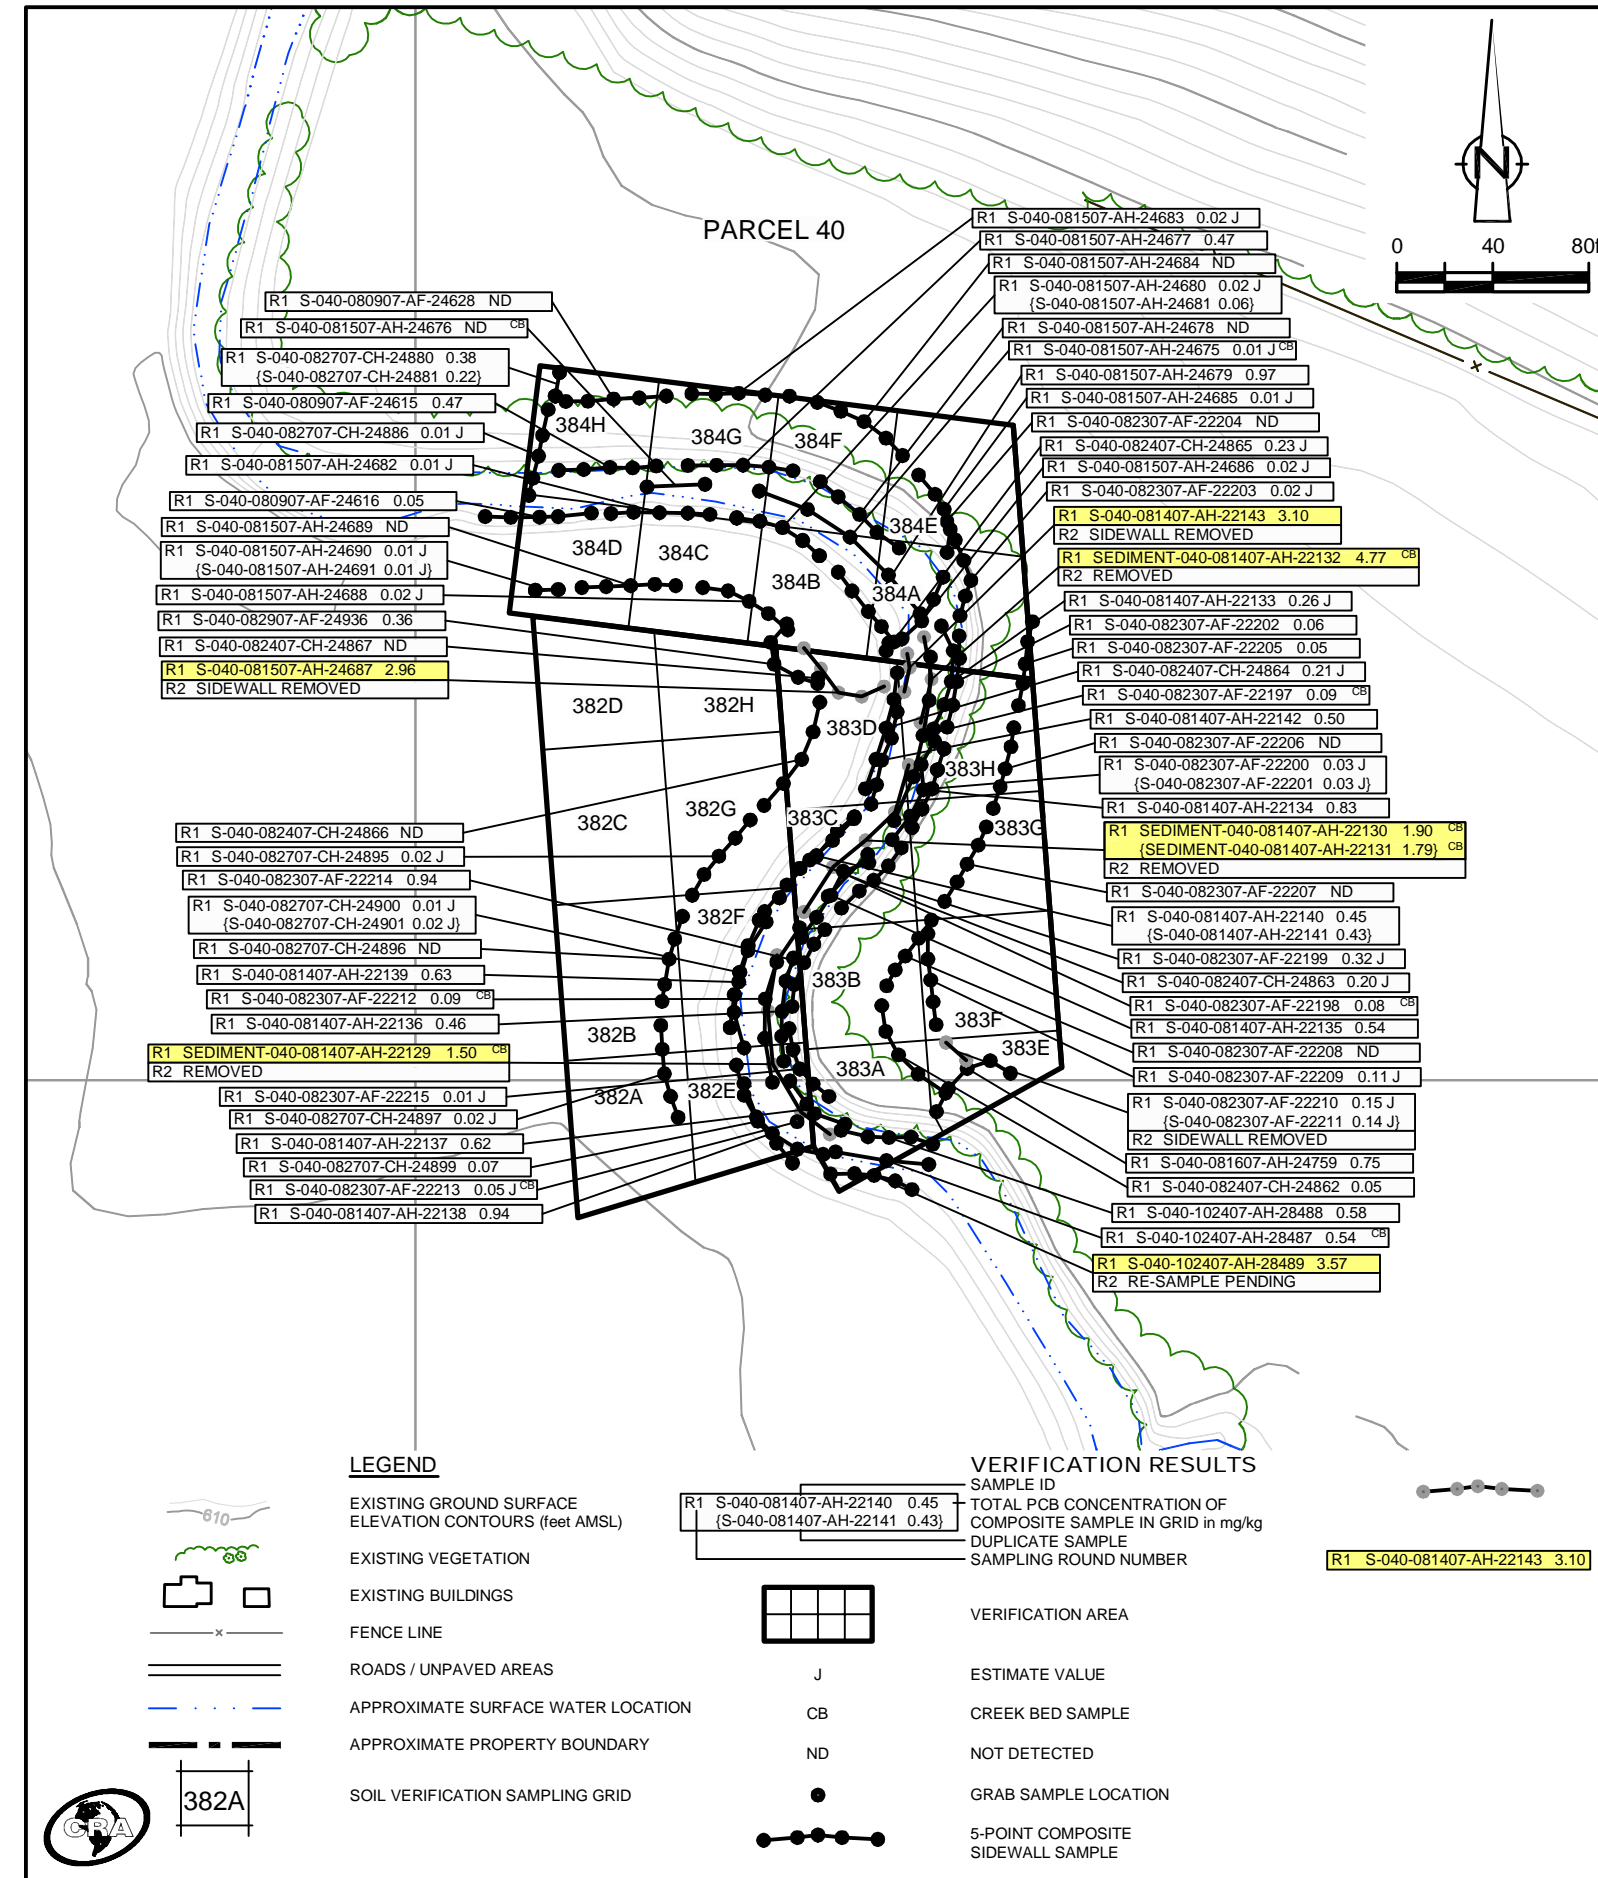 PARCEL 40
N
0 40 80f
R1 S-040-080907-AF-24628 ND
R1 S-040-081507-AH-24676 ND CB
R1 S-040-082707-CH-24880 0.38
{S-040-082707-CH-24881 0.22}
R1 S-040-080907-AF-24615 0.47
R1 S-040-082707-CH-24886 0.01 J
R1 S-040-081507-AH-24682 0.01 J
R1 S-040-080907-AF-24616 0.05
R1 S-040-081507-AH-24689 ND
R1 S-040-081507-AH-24690 0.01 J
{S-040-081507-AH-24691 0.01 J}
R1 S-040-081507-AH-24688 0.02 J
R1 S-040-082907-AF-24936 0.36
R1 S-040-082407-CH-24867 ND
R1 S-040-081507-AH-24687 2.96
R2 SIDEWALL REMOVED
R1 S-040-082407-CH-24866 ND
R1 S-040-082707-CH-24895 0.02 J
R1 S-040-082307-AF-22214 0.94
R1 S-040-082707-CH-24900 0.01 J
{S-040-082707-CH-24901 0.02 J}
R1 S-040-082707-CH-24896 ND
R1 S-040-081407-AH-22139 0.63
R1 S-040-082307-AF-22212 0.09 CB
R1 S-040-081407-AH-22136 0.46
R1 SEDIMENT-040-081407-AH-22129 1.50 CB
R2 REMOVED
R1 S-040-082307-AF-22215 0.01 J
R1 S-040-082707-CH-24897 0.02 J
R1 S-040-081407-AH-22137 0.62
R1 S-040-082707-CH-24899 0.07
R1 S-040-082307-AF-22213 0.05 J CB
R1 S-040-081407-AH-22138 0.94
384H
384G
384F
384E
384D
384C
384B
384A
382D
382H
383D
383H
382C
382G
383C
383G
382F
383B
383F
382B
383E
383A
382A
382E
R1 S-040-081507-AH-24683 0.02 J
R1 S-040-081507-AH-24677 0.47
R1 S-040-081507-AH-24684 ND
R1 S-040-081507-AH-24680 0.02 J
{S-040-081507-AH-24681 0.06}
R1 S-040-081507-AH-24678 ND
R1 S-040-081507-AH-24675 0.01 J CB
R1 S-040-081507-AH-24679 0.97
R1 S-040-081507-AH-24685 0.01 J
R1 S-040-082307-AF-22204 ND
R1 S-040-082407-CH-24865 0.23 J
R1 S-040-081507-AH-24686 0.02 J
R1 S-040-082307-AF-22203 0.02 J
R1 S-040-081407-AH-22143 3.10
R2 SIDEWALL REMOVED
R1 SEDIMENT-040-081407-AH-22132 4.77 CB
R2 REMOVED
R1 S-040-081407-AH-22133 0.26 J
R1 S-040-082307-AF-22202 0.06
R1 S-040-082307-AF-22205 0.05
R1 S-040-082407-CH-24864 0.21 J
R1 S-040-082307-AF-22197 0.09 CB
R1 S-040-081407-AH-22142 0.50
R1 S-040-082307-AF-22206 ND
R1 S-040-082307-AF-22200 0.03 J
{S-040-082307-AF-22201 0.03 J}
R1 S-040-081407-AH-22134 0.83
R1 SEDIMENT-040-081407-AH-22130 1.90 CB
{SEDIMENT-040-081407-AH-22131 1.79} CB
R2 REMOVED
R1 S-040-082307-AF-22207 ND
R1 S-040-081407-AH-22140 0.45
{S-040-081407-AH-22141 0.43}
R1 S-040-082307-AF-22199 0.32 J
R1 S-040-082407-CH-24863 0.20 J
R1 S-040-082307-AF-22198 0.08 CB
R1 S-040-081407-AH-22135 0.54
R1 S-040-082307-AF-22208 ND
R1 S-040-082307-AF-22209 0.11 J
R1 S-040-082307-AF-22210 0.15 J
{S-040-082307-AF-22211 0.14 J}
R2 SIDEWALL REMOVED
R1 S-040-081607-AH-24759 0.75
R1 S-040-082407-CH-24862 0.05
R1 S-040-102407-AH-28488 0.58
R1 S-040-102407-AH-28487 0.54 CB
R1 S-040-102407-AH-28489 3.57
R2 RE-SAMPLE PENDING
LEGEND
610
EXISTING GROUND SURFACE
ELEVATION CONTOURS (feet AMSL)
EXISTING VEGETATION
EXISTING BUILDINGS
FENCE LINE
ROADS / UNPAVED AREAS
APPROXIMATE SURFACE WATER LOCATION
APPROXIMATE PROPERTY BOUNDARY
382A
SOIL VERIFICATION SAMPLING GRID
CRA
VERIFICATION RESULTS
R1 S-040-081407-AH-22140 0.45
{S-040-081407-AH-22141 0.43}
SAMPLE ID
TOTAL PCB CONCENTRATION OF
COMPOSITE SAMPLE IN GRID in mg/kg
DUPLICATE SAMPLE
SAMPLING ROUND NUMBER
R1 S-040-081407-AH-22143 3.10
VERIFICATION AREA
J ESTIMATE VALUE
CB CREEK BED SAMPLE
ND NOT DETECTED
GRAB SAMPLE LOCATION
5-POINT COMPOSITE
SIDEWALL SAMPLE